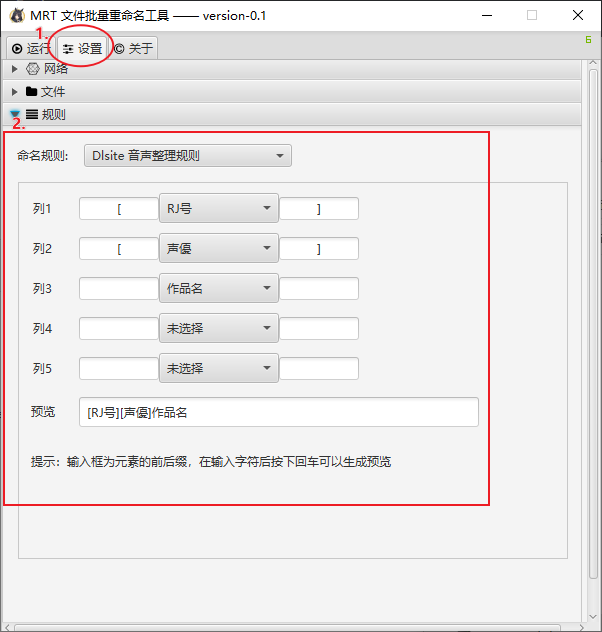 MRT 文件批量重命名工具 —— version-0.1
1.
运行 设置 © 关于
6
网络
文件
规则
2.
命名规则: Dlsite 音声整理规则
列1 [ RJ号 ]
列2 [ 声優 ]
列3 作品名
列4 未选择
列5 未选择
预览 [RJ号][声優]作品名
提示：输入框为元素的前后缀，在输入字符后按下回车可以生成预览